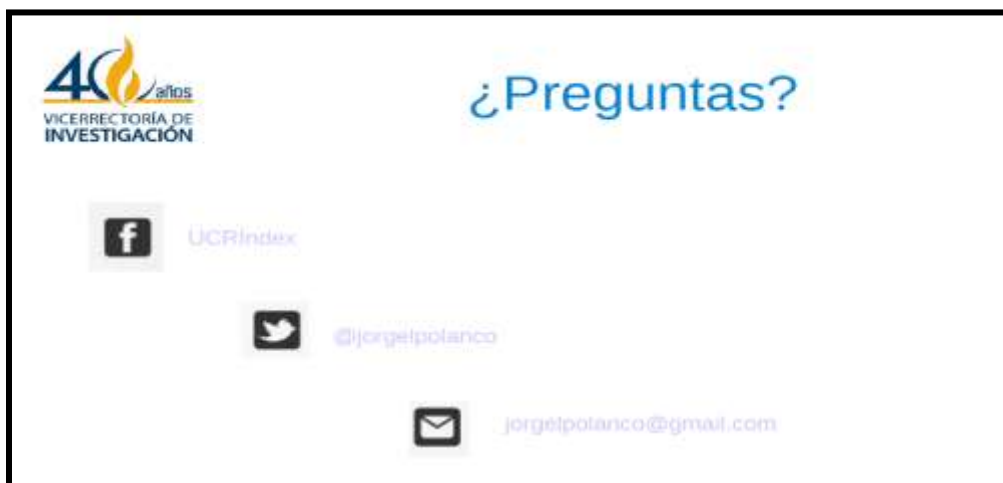 40 años
VICERRECTORÍA DE
INVESTIGACIÓN
¿Preguntas?
UCRIndex
@jorgelpolanco
jorgelpolanco@gmail.com